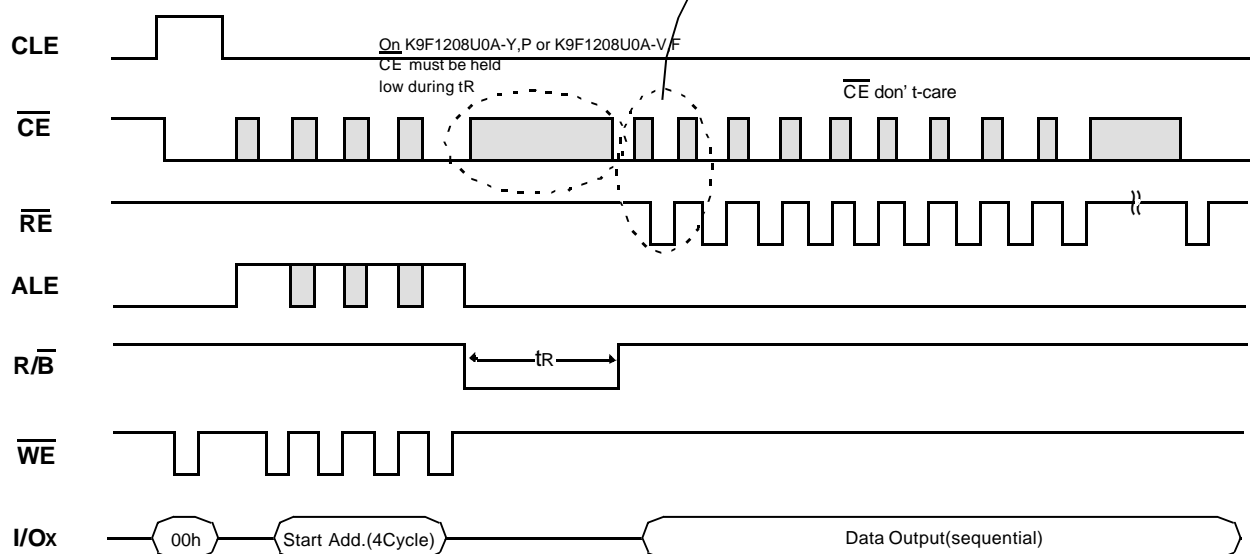 CLE
On K9F1208U0A-Y,P or K9F1208U0A-V,F
CE must be held
low during tR
CE don' t-care
CE
RE
ALE
R/B
tR
WE
I/Ox
00h
Start Add.(4Cycle)
Data Output(sequential)